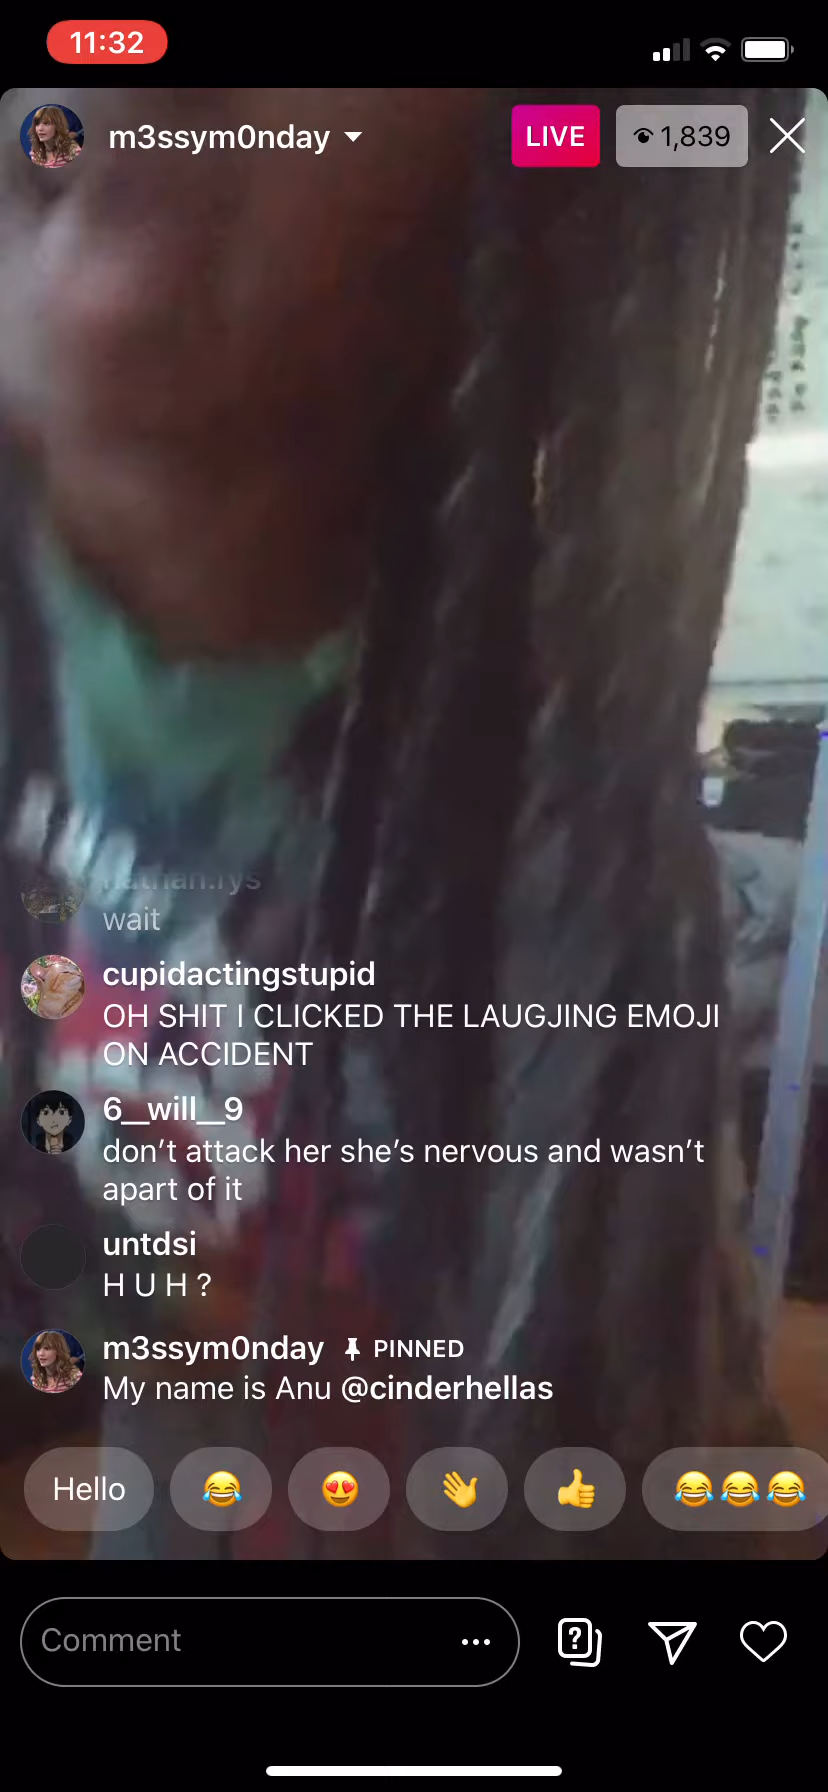 11:32
m3ssym0nday
LIVE
1,839
wait
cupidactingstupid
OH SHIT I CLICKED THE LAUGJING EMOJI
ON ACCIDENT
6__will__9
don't attack her she's nervous and wasn't
apart of it
untdsi
H U H ?
m3ssym0nday PINNED
My name is Anu @cinderhellas
Hello 😂 😍 👋 👍 😂😂😂
Comment